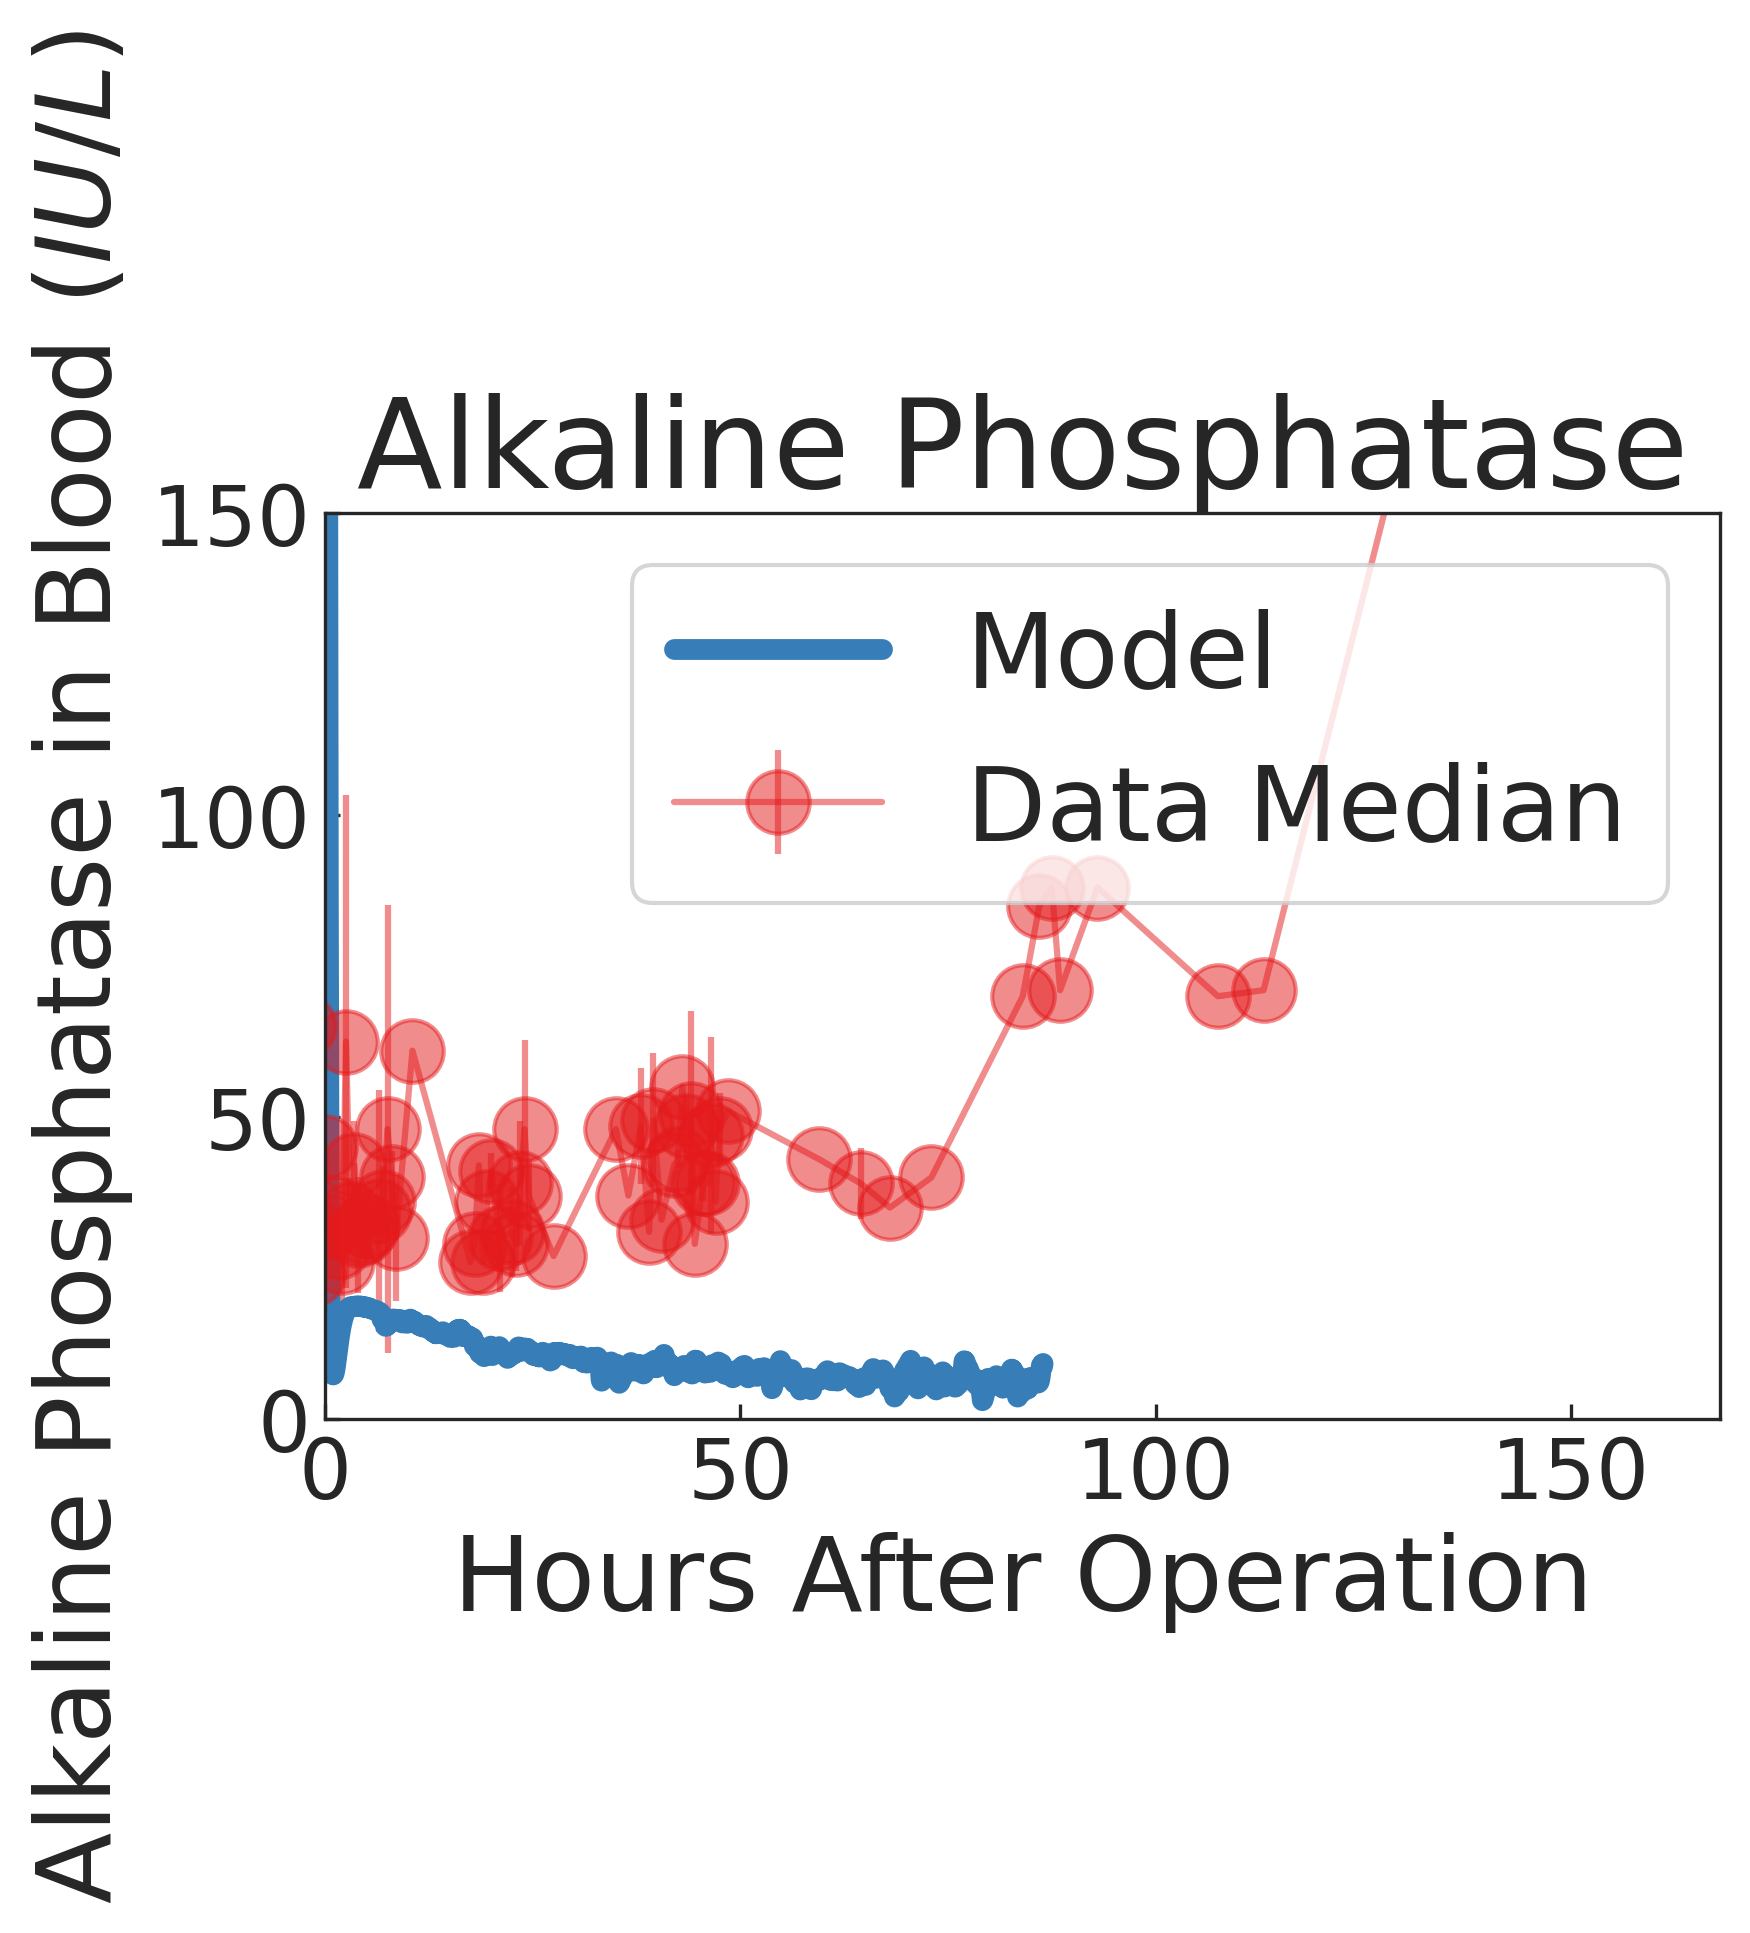 Alkaline Phosphatase
Alkaline Phosphatase in Blood (IU/L)
150
100
50
0
Model
Data Median
0 50 100 150
Hours After Operation